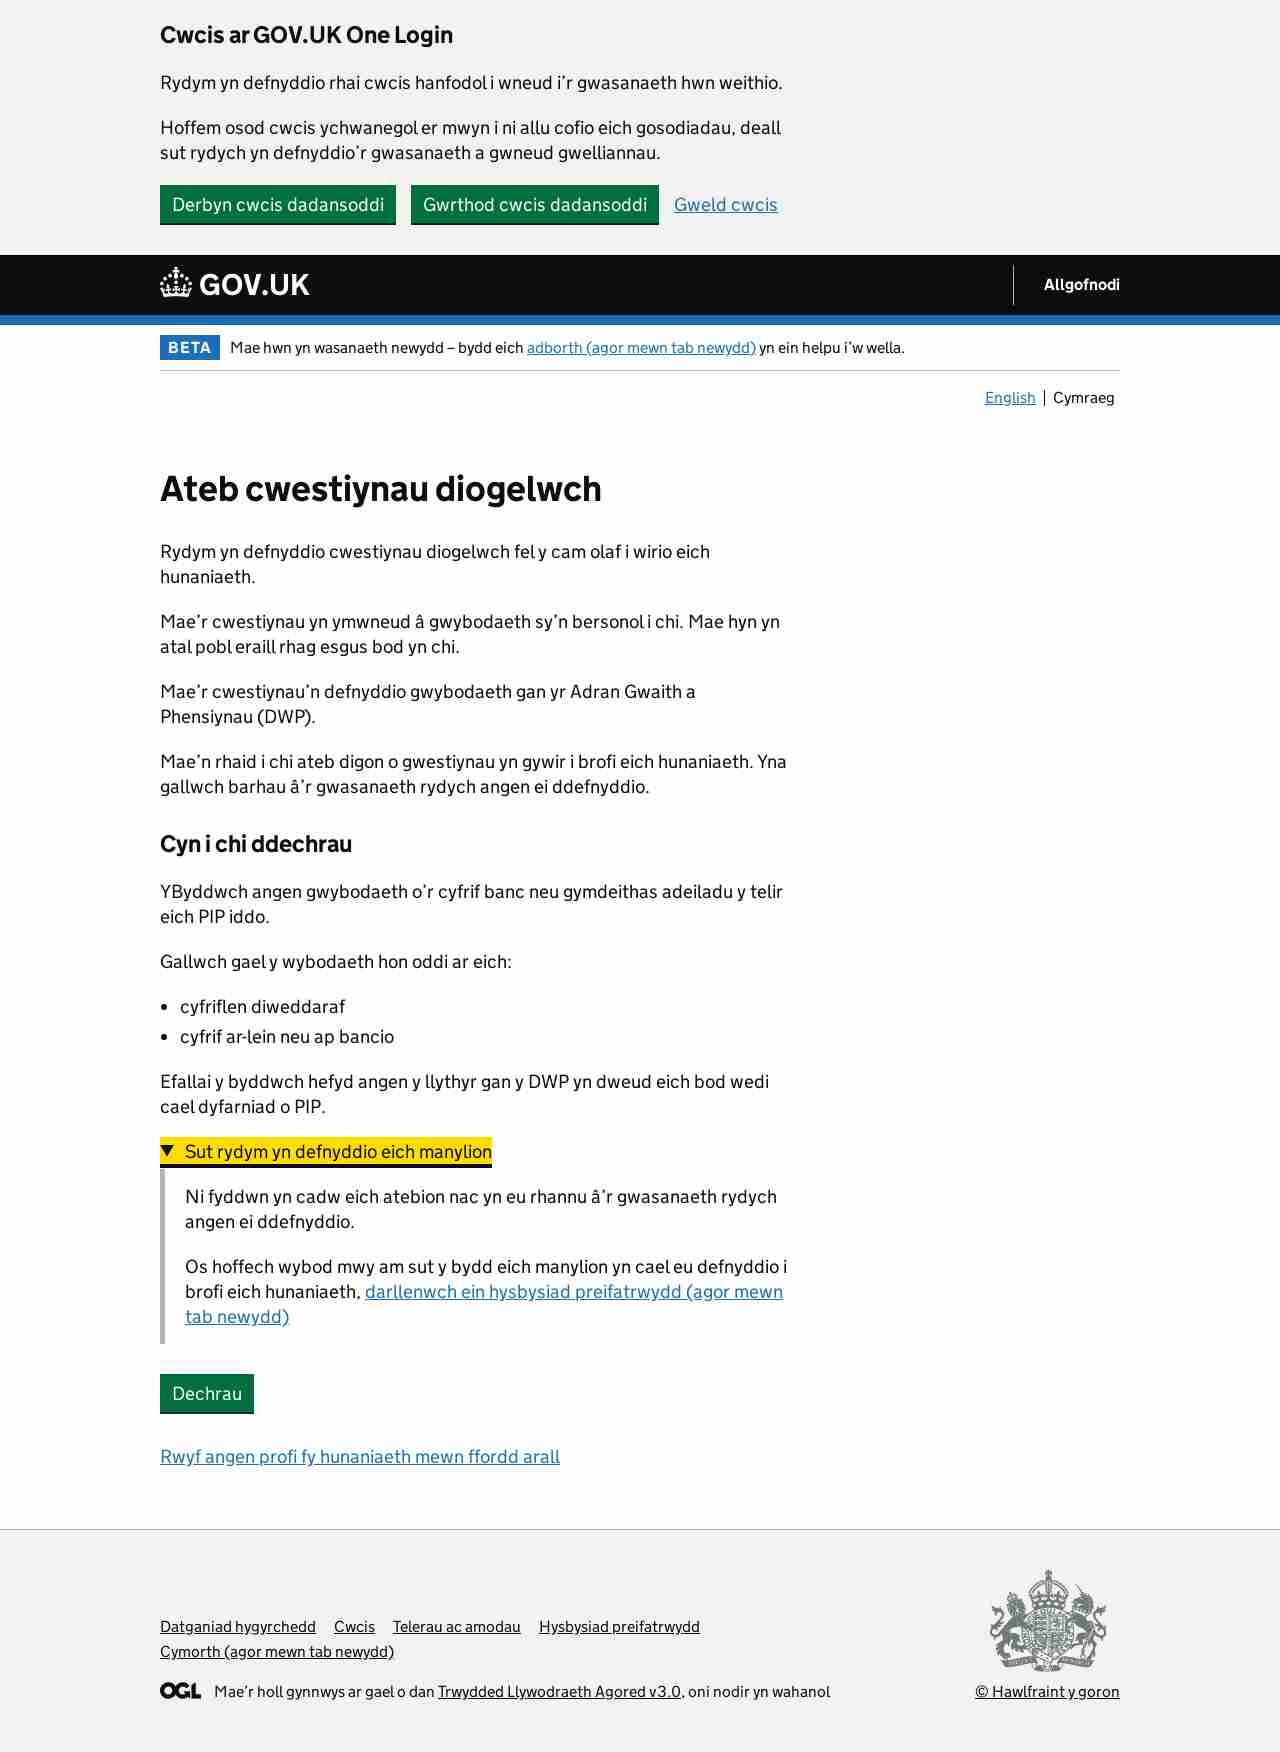 Cwcis ar GOV.UK One Login
Rydym yn defnyddio rhai cwcis hanfodol i wneud i’r gwasanaeth hwn weithio.
Hoffem osod cwcis ychwanegol er mwyn i ni allu cofio eich gosodiadau, deall
sut rydych yn defnyddio’r gwasanaeth a gwneud gwelliannau.
Derbyn cwcis dadansoddi Gwrthod cwcis dadansoddi Gweld cwcis
GOV.UK Allgofnodi
BETA Mae hwn yn wasanaeth newydd – bydd eich adborth (agor mewn tab newydd) yn ein helpu i’w wella.
English Cymraeg
Ateb cwestiynau diogelwch
Rydym yn defnyddio cwestiynau diogelwch fel y cam olaf i wirio eich
hunaniaeth.
Mae’r cwestiynau yn ymwneud â gwybodaeth sy’n bersonol i chi. Mae hyn yn
atal pobl eraill rhag esgus bod yn chi.
Mae’r cwestiynau’n defnyddio gwybodaeth gan yr Adran Gwaith a
Phensiynau (DWP).
Mae’n rhaid i chi ateb digon o gwestiynau yn gywir i brofi eich hunaniaeth. Yna
gallwch barhau â’r gwasanaeth rydych angen ei ddefnyddio.
Cyn i chi ddechrau
YByddwch angen gwybodaeth o’r cyfrif banc neu gymdeithas adeiladu y telir
eich PIP iddo.
Gallwch gael y wybodaeth hon oddi ar eich:
• cyfriflen diweddaraf
• cyfrif ar-lein neu ap bancio
Efallai y byddwch hefyd angen y llythyr gan y DWP yn dweud eich bod wedi
cael dyfarniad o PIP.
Sut rydym yn defnyddio eich manylion
Ni fyddwn yn cadw eich atebion nac yn eu rhannu â’r gwasanaeth rydych
angen ei ddefnyddio.
Os hoffech wybod mwy am sut y bydd eich manylion yn cael eu defnyddio i
brofi eich hunaniaeth, darllenwch ein hysbysiad preifatrwydd (agor mewn
tab newydd)
Dechrau
Rwyf angen profi fy hunaniaeth mewn ffordd arall
Datganiad hygyrchedd Cwcis Telerau ac amodau Hysbysiad preifatrwydd
Cymorth (agor mewn tab newydd)
OGL Mae’r holl gynnwys ar gael o dan Trwydded Llywodraeth Agored v3.0, oni nodir yn wahanol
© Hawlfraint y goron